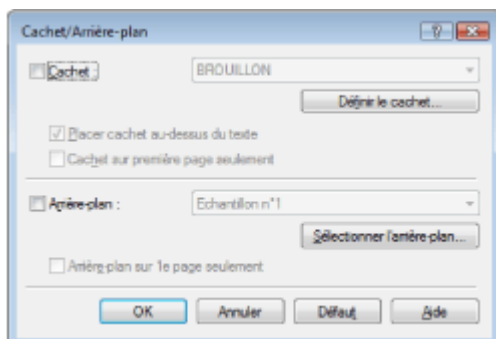 Cachet/Arrière-plan
Cachet : BROUILLON
Définir le cachet...
Placer cachet au-dessus du texte
Cachet sur première page seulement
Arrière-plan : Echantillon n°1
Sélectionner l'arrière-plan...
Arrière-plan sur 1e page seulement
OK Annuler Défaut Aide